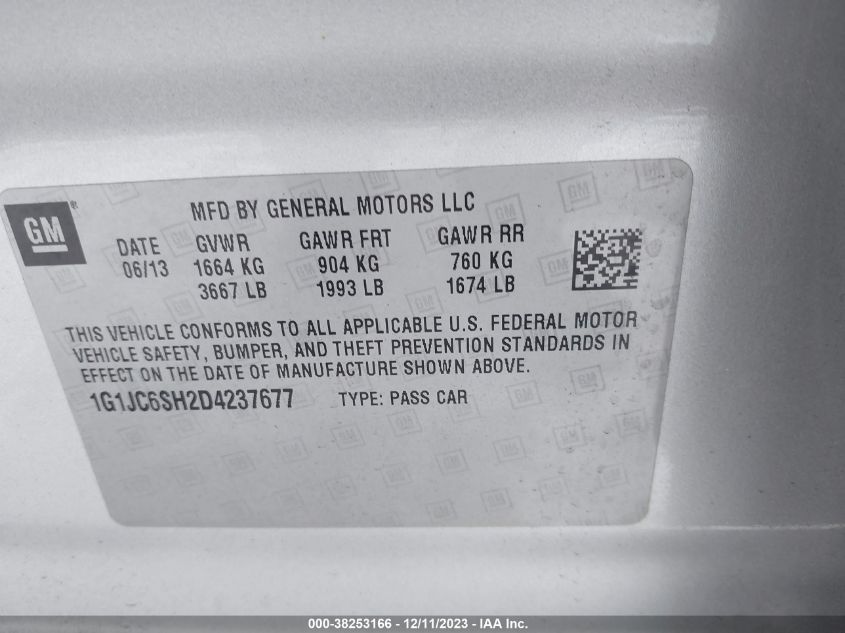 MFD BY GENERAL MOTORS LLC
GM ®
DATE GVWR GAWR FRT GAWR RR
06/13 1664 KG 904 KG 760 KG
3667 LB 1993 LB 1674 LB
THIS VEHICLE CONFORMS TO ALL APPLICABLE U.S. FEDERAL MOTOR
VEHICLE SAFETY, BUMPER, AND THEFT PREVENTION STANDARDS IN
EFFECT ON THE DATE OF MANUFACTURE SHOWN ABOVE.
1G1JC6SH2D4237677 TYPE: PASS CAR
000-38253166 - 12/11/2023 - IAA Inc.